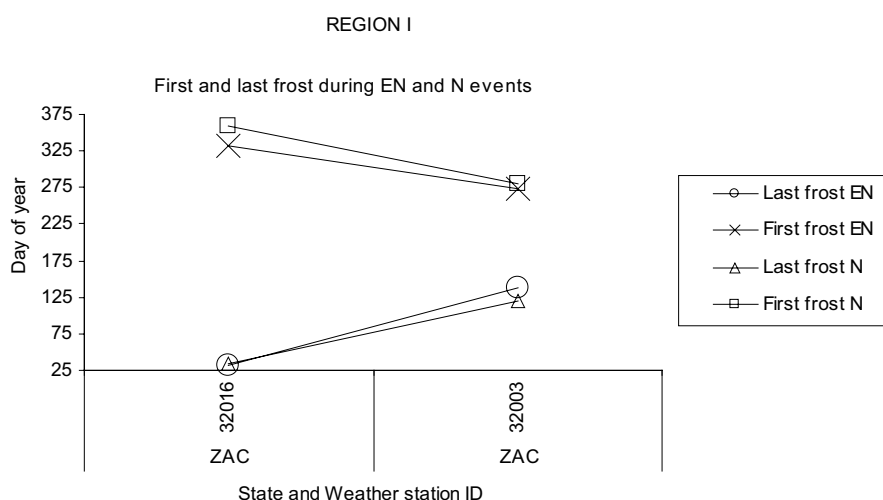 REGION I
First and last frost during EN and N events
375
325
275
225
175
125
75
25
Day of year
32016
32003
ZAC
ZAC
State and Weather station ID
Last frost EN
First frost EN
Last frost N
First frost N